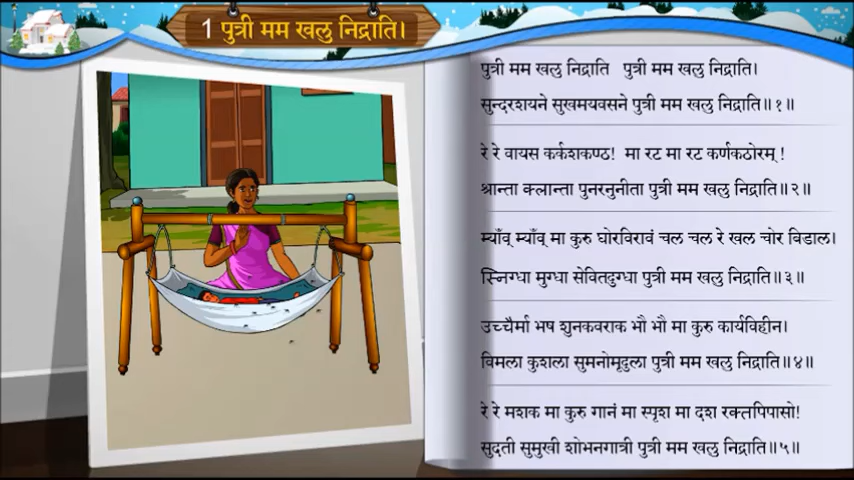 1 पुत्री मम खलु निद्राति।
पुत्री मम खलु निद्राति पुत्री मम खलु निद्राति।
सुन्दरशयने सुखमयवसने पुत्री मम खलु निद्राति॥१॥
रे रे वायस कर्कशकण्ठ! मा रट मा रट कर्णकठोरम्!
श्रान्ता क्लान्ता पुनरनुनीता पुत्री मम खलु निद्राति॥२॥
म्याँव् म्याँव् मा कुरु घोरविरावं चल चल रे खल चोर बिडाल।
स्निग्धा मुग्धा सेवितदुग्धा पुत्री मम खलु निद्राति॥३॥
उच्चैर्मा भष शुनकवराक भौ भौ मा कुरु कार्यविहीन।
विमला कुशला सुमनोमृदुला पुत्री मम खलु निद्राति॥४॥
रे रे मशक मा कुरु गानं मा स्पृश मा दश रक्तपिपासो!
सुदती सुमुखी शोभनगात्री पुत्री मम खलु निद्राति॥५॥